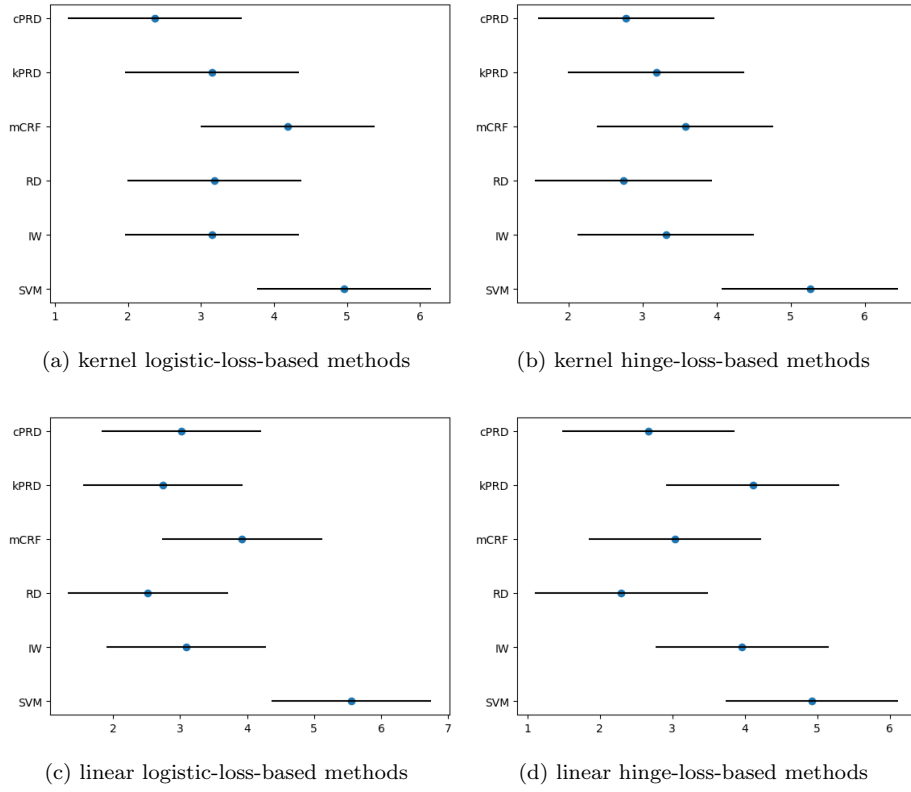 cPRD
kPRD
mCRF
RD
IW
SVM
1 2 3 4 5 6
(a) kernel logistic-loss-based methods
cPRD
kPRD
mCRF
RD
IW
SVM
2 3 4 5 6
(b) kernel hinge-loss-based methods
cPRD
kPRD
mCRF
RD
IW
SVM
2 3 4 5 6 7
(c) linear logistic-loss-based methods
cPRD
kPRD
mCRF
RD
IW
SVM
1 2 3 4 5 6
(d) linear hinge-loss-based methods